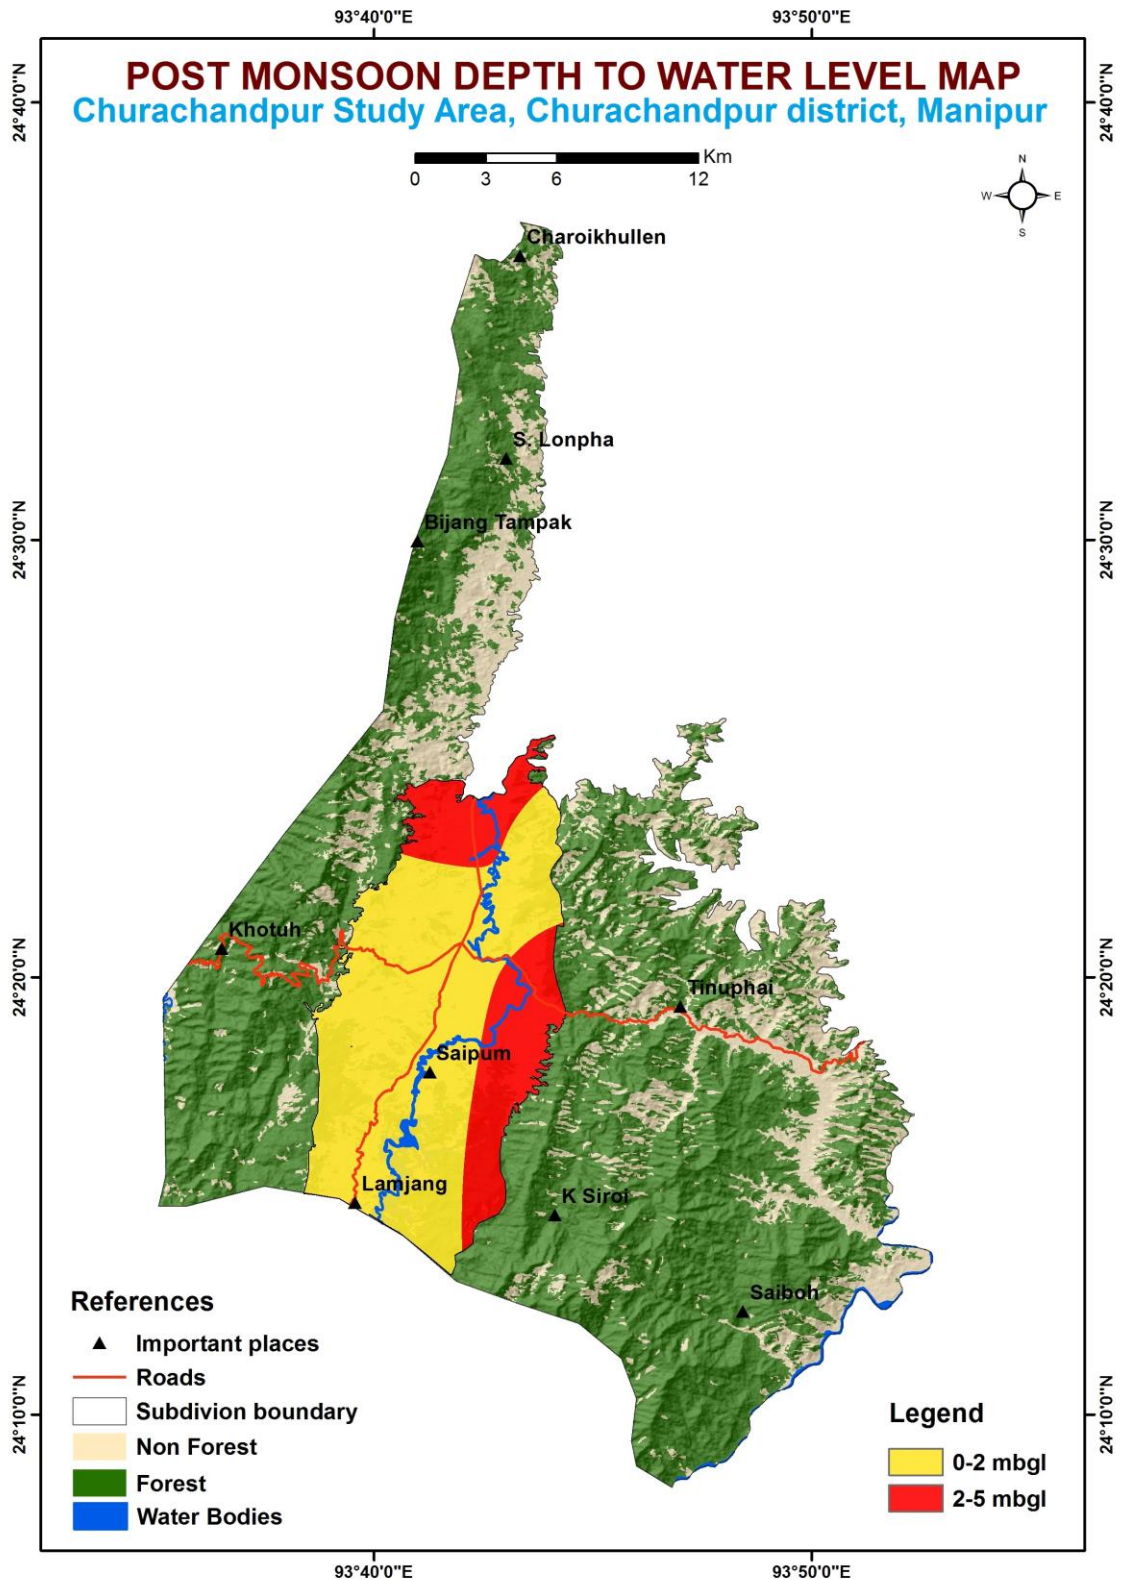 93°40'0"E 93°50'0"E
POST MONSOON DEPTH TO WATER LEVEL MAP
Churachandpur Study Area, Churachandpur district, Manipur
24°40'0"N 24°40'0"N
Km
0 3 6 12
N
W E
S
Charoikhullen
S. Lonpha
Bijang Tampak
24°30'0"N 24°30'0"N
Khotuh
24°20'0"N 24°20'0"N
Tinuphai
Saipum
Lamjang
K Siroi
Saiboh
References
Important places
Roads
Subdivion boundary
Non Forest
Forest
Water Bodies
24°10'0"N 24°10'0"N
Legend
0-2 mbgl
2-5 mbgl
93°40'0"E 93°50'0"E